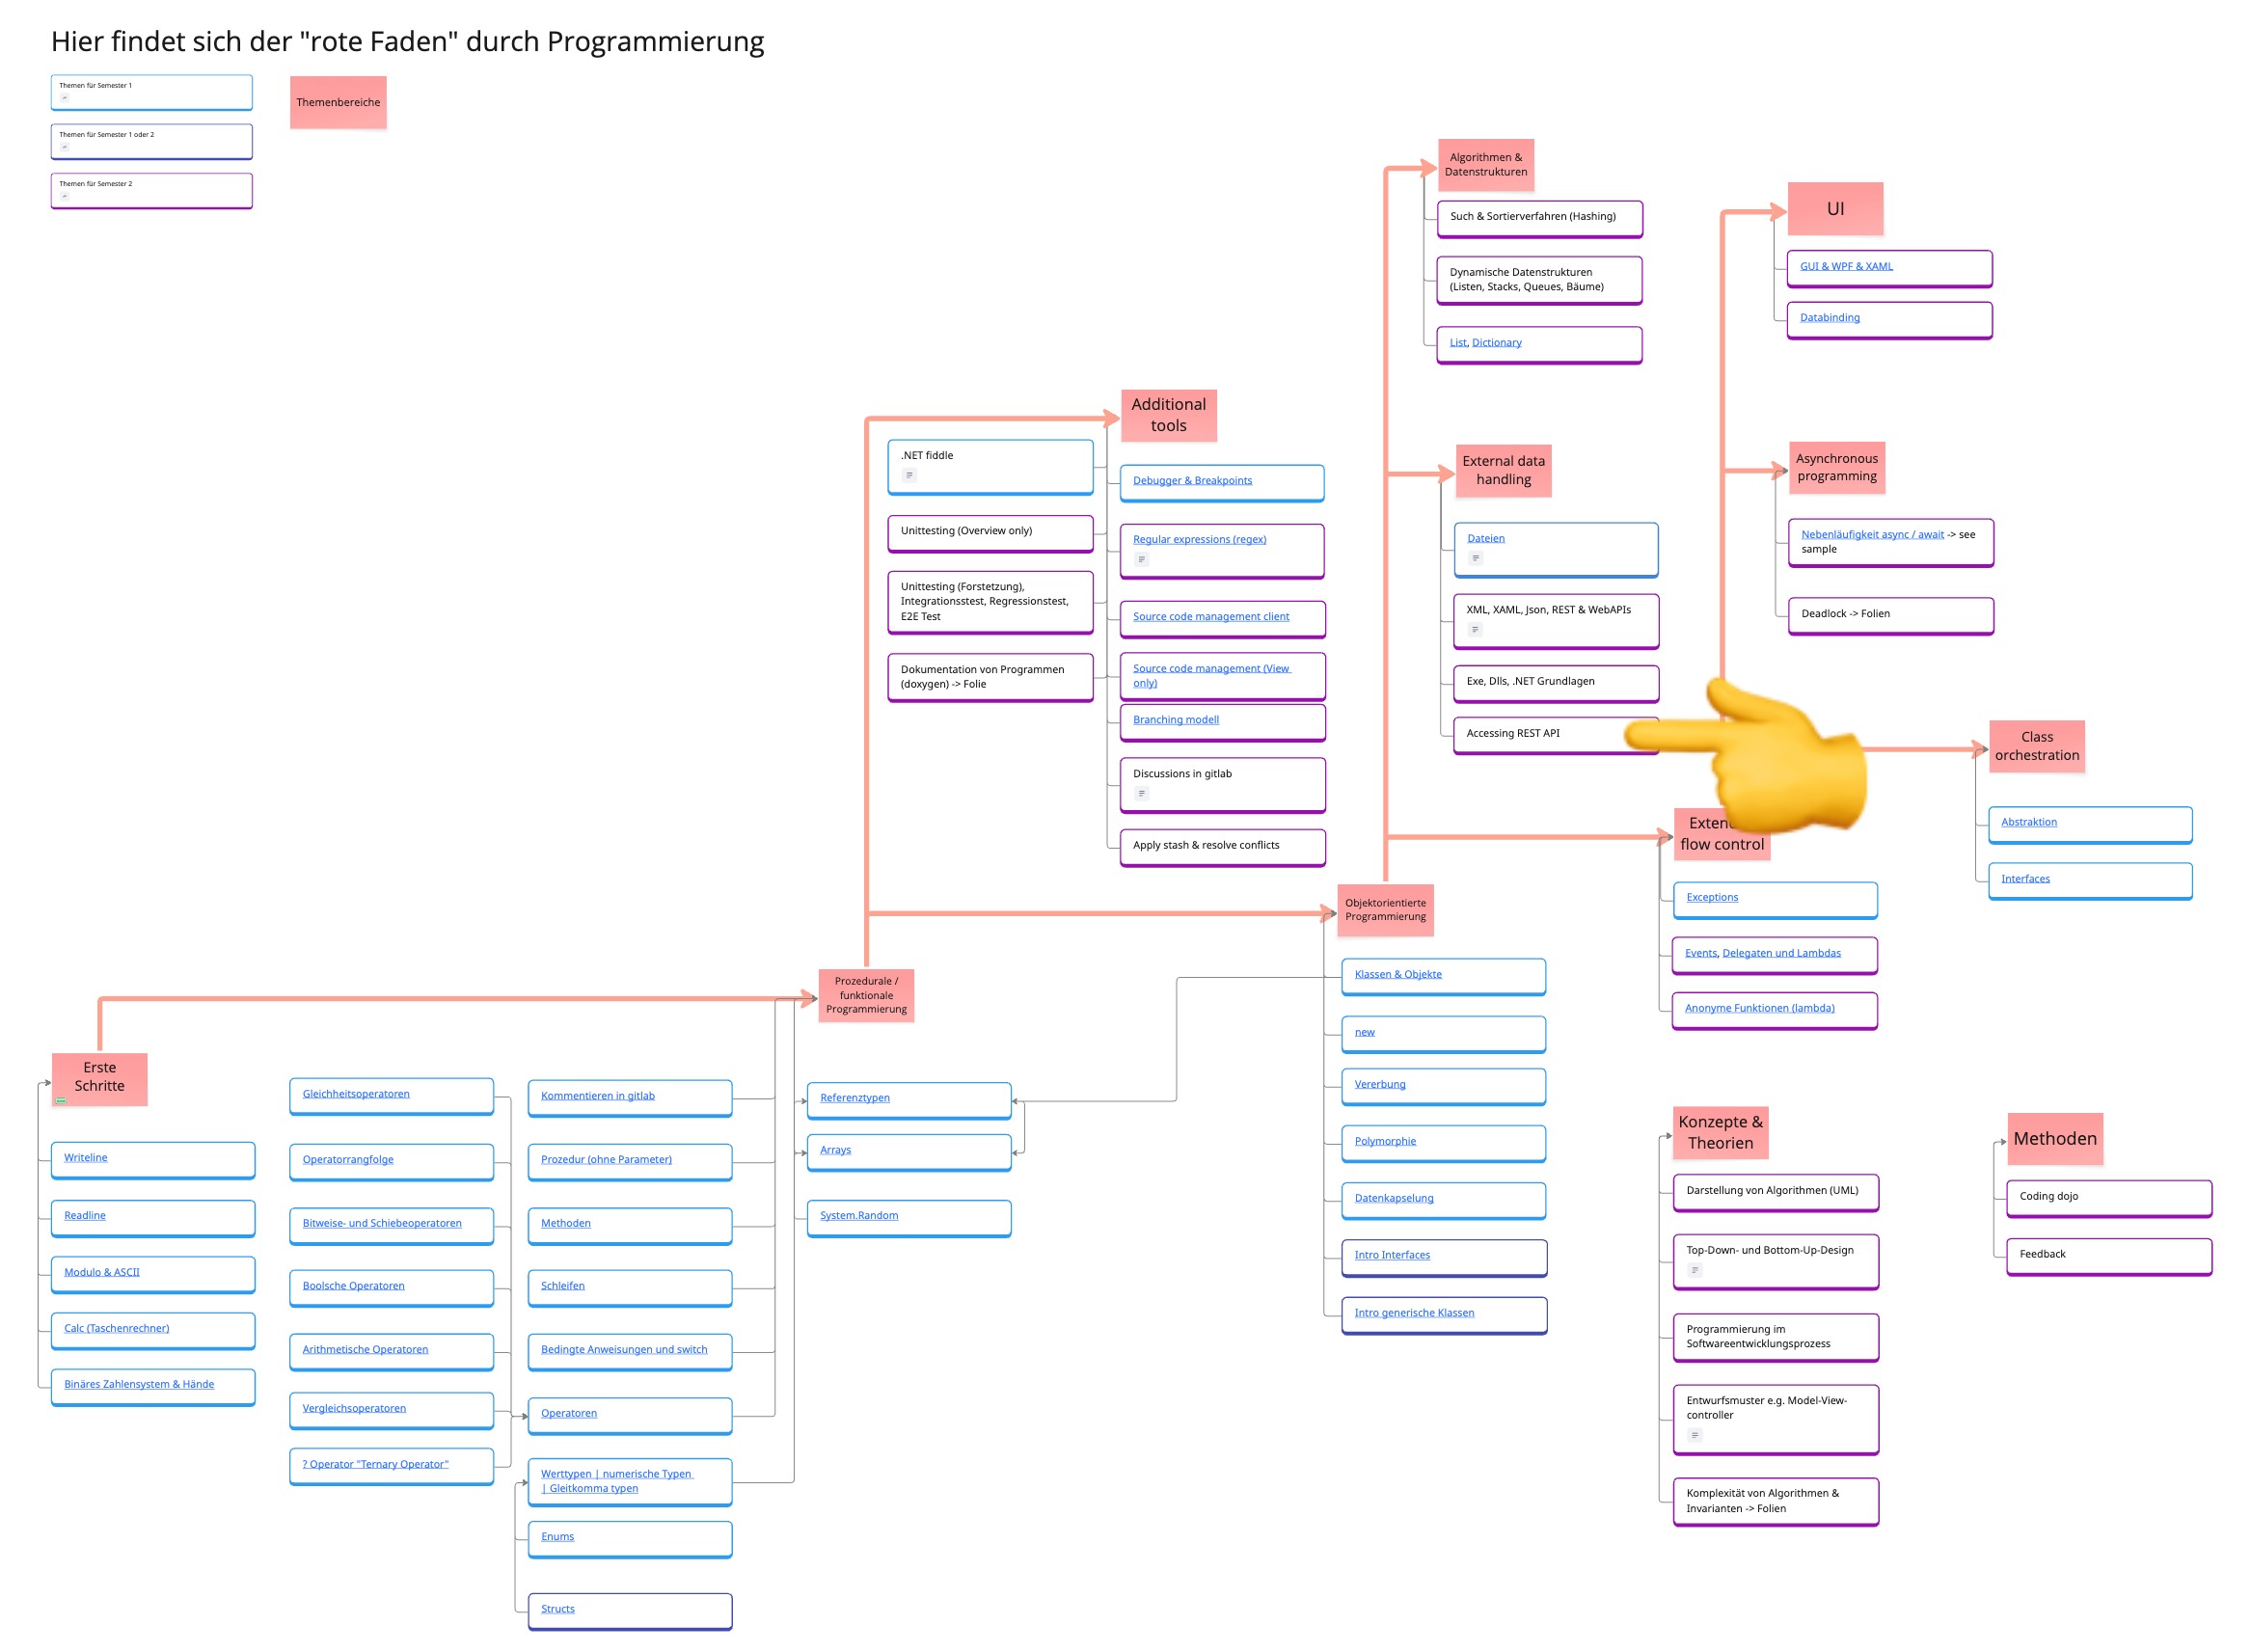 Hier findet sich der "rote Faden" durch Programmierung
Themen für Semester 1
Themen für Semester 1 oder 2
Themen für Semester 2
Themenbereiche
Algorithmen &
Datenstrukturen
Such & Sortierverfahren (Hashing)
Dynamische Datenstrukturen
(Listen, Stacks, Queues, Bäume)
List, Dictionary
UI
GUI & WPF & XAML
Databinding
Additional
tools
.NET fiddle
Unittesting (Overview only)
Unittesting (Forstetzung),
Integrationsstest, Regressionstest,
E2E Test
Dokumentation von Programmen
(doxygen) -> Folie
Debugger & Breakpoints
Regular expressions (regex)
Source code management client
Source code management (View
only)
Branching modell
Discussions in gitlab
Apply stash & resolve conflicts
External data
handling
Dateien
XML, XAML, Json, REST & WebAPIs
Exe, Dlls, .NET Grundlagen
Accessing REST API
Asynchronous
programming
Nebenläufigkeit async / await -> see
sample
Deadlock -> Folien
Class
orchestration
Abstraktion
Interfaces
flow control
Exceptions
Events, Delegaten und Lambdas
Anonyme Funktionen (lambda)
Objektorientierte
Programmierung
Klassen & Objekte
new
Vererbung
Polymorphie
Datenkapselung
Intro Interfaces
Intro generische Klassen
Prozedurale /
funktionale
Programmierung
Erste
Schritte
Writeline
Readline
Modulo & ASCII
Calc (Taschenrechner)
Binäres Zahlensystem & Hände
Gleichheitsoperatoren
Operatorrangfolge
Bitweise- und Schiebeoperatoren
Boolsche Operatoren
Arithmetische Operatoren
Vergleichsoperatoren
? Operator "Ternary Operator"
Kommentieren in gitlab
Prozedur (ohne Parameter)
Methoden
Schleifen
Bedingte Anweisungen und switch
Operatoren
Werttypen | numerische Typen
| Gleitkomma typen
Enums
Structs
Referenztypen
Arrays
System.Random
Konzepte &
Theorien
Darstellung von Algorithmen (UML)
Top-Down- und Bottom-Up-Design
Programmierung im
Softwareentwicklungsprozess
Entwurfsmuster e.g. Model-View-
controller
Komplexität von Algorithmen &
Invarianten -> Folien
Methoden
Coding dojo
Feedback